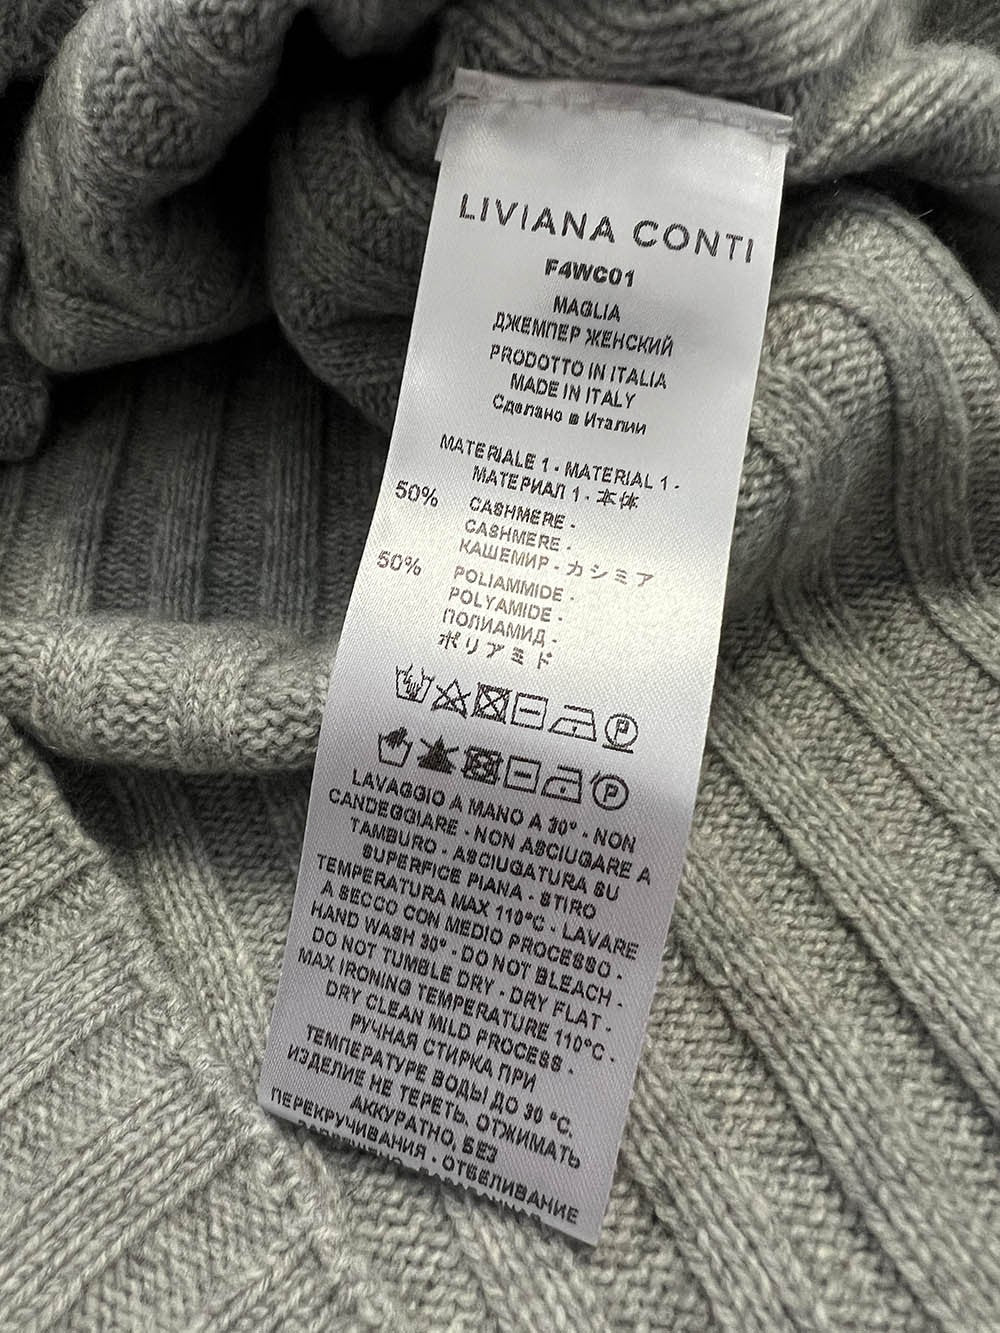 LIVIANA CONTI
F4WC01
MAGLIA
ДЖЕМПЕР ЖЕНСКИЙ
PRODOTTO IN ITALIA
MADE IN ITALY
Сделано в Италии
MATERIALE 1 - MATERIAL 1 -
МАТЕРИАЛ 1 - 本体
50% CASHMERE -
CASHMERE -
КАШЕМИР - カシミア
50% POLIAMMIDE -
POLYAMIDE -
ПОЛИАМИД -
ポリアミド
P
P
LAVAGGIO A MANO A 30° - NON
CANDEGGIARE - NON ASCIUGARE A
TAMBURO - ASCIUGATURA SU
SUPERFICE PIANA - STIRO
TEMPERATURA MAX 110°C - LAVARE
A SECCO CON MEDIO PROCESSO -
HAND WASH 30° - DO NOT BLEACH -
DO NOT TUMBLE DRY - DRY FLAT -
MAX IRONING TEMPERATURE 110°C -
DRY CLEAN MILD PROCESS -
РУЧНАЯ СТИРКА ПРИ
ТЕМПЕРАТУРЕ ВОДЫ ДО 30 °C.
ИЗДЕЛИЕ НЕ ТЕРЕТЬ, ОТЖИМАТЬ
АККУРАТНО, БЕЗ
ПЕРЕКРУЧИВАНИЯ - ОТБЕЛИВАНИЕ